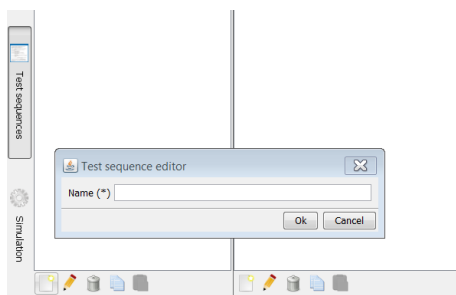 Test sequences
Simulation
Test sequence editor
Name (*)
Ok
Cancel